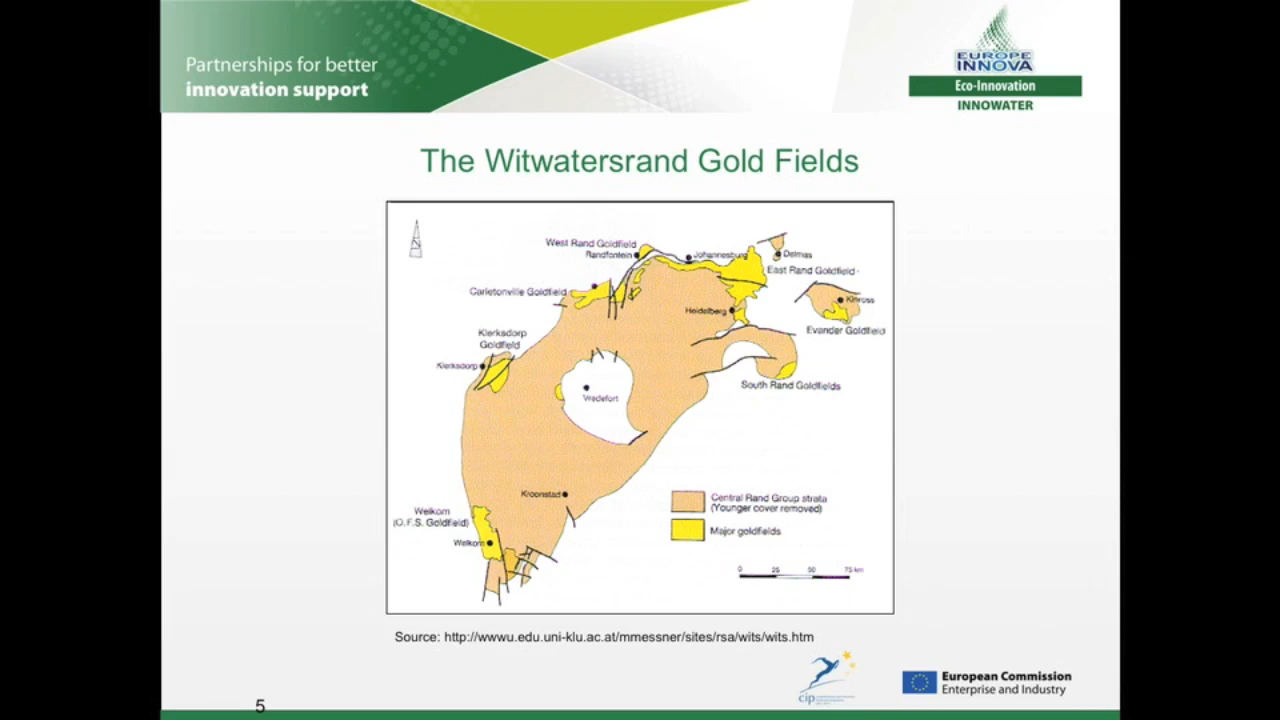 Partnerships for better
innovation support
EUROPE
INNOVA
Eco-Innovation
INNOWATER
The Witwatersrand Gold Fields
N
West Rand Goldfield
Randfontein
Johannesburg
Delmas
East Rand Goldfield
Carletonville Goldfield
Kinross
Heidelberg
Evander Goldfield
Klerksdorp
Goldfield
Klerksdorp
South Rand Goldfields
Vredefort
Kroonstad
Central Rand Group strata
(Younger cover removed)
Welkom
(O.F.S. Goldfield)
Major goldfields
Welkom
0 25 50 75 km
Source: http://wwwu.edu.uni-klu.ac.at/mmessner/sites/rsa/wits/wits.htm
cip
European Commission
Enterprise and Industry
5